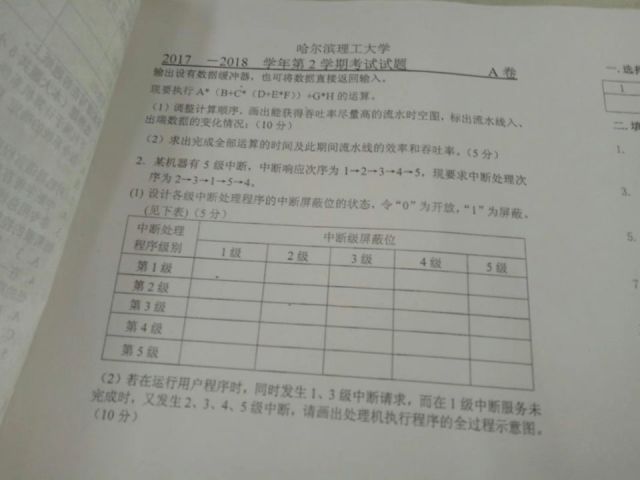 哈尔滨理工大学
2017 —2018 学年第2学期考试试题 A 卷
输出设有数据缓冲器，也可将数据直接返回输入。
现要执行 A*（B+C*（D+E*F））+G*H 的运算。
（1）调整计算顺序，画出能获得吞吐率尽量高的流水时空图，标出流水线入、
出端数据的变化情况；（10 分）
（2）求出完成全部运算的时间及此期间流水线的效率和吞吐率。（5 分）
2. 某机器有 5 级中断，中断响应次序为 1→2→3→4→5，现要求中断处理次
序为 2→3→1→5→4。
(1) 设计各级中断处理程序的中断屏蔽位的状态，令“0”为开放，“1”为屏蔽。
（见下表）（5 分）
中断处理
程序级别
中断级屏蔽位
1 级 2 级 3 级 4 级 5 级
第 1 级
第 2 级
第 3 级
第 4 级
第 5 级
（2）若在运行用户程序时，同时发生 1、3 级中断请求，而在 1 级中断服务未
完成时，又发生 2、3、4、5 级中断，请画出处理机执行程序的全过程示意图。
（10 分）
一. 选择
1
二. 填
1.
3.
5.
7